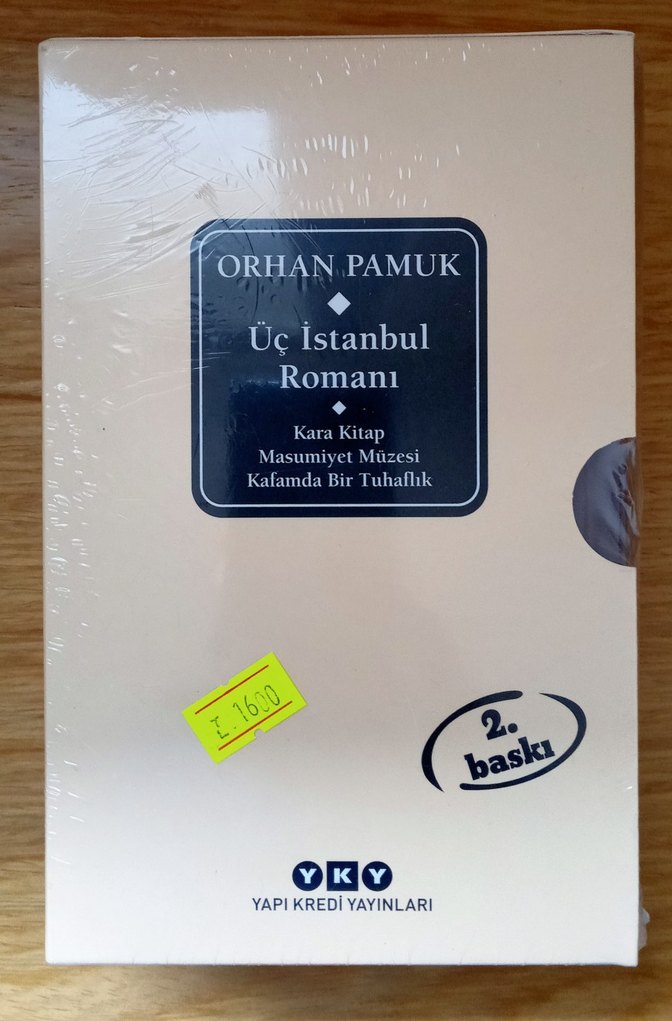 ORHAN PAMUK
Üç İstanbul
Romanı
Kara Kitap
Masumiyet Müzesi
Kafamda Bir Tuhaflık
₺.1600
2.
baskı
YKY
YAPI KREDİ YAYINLARI